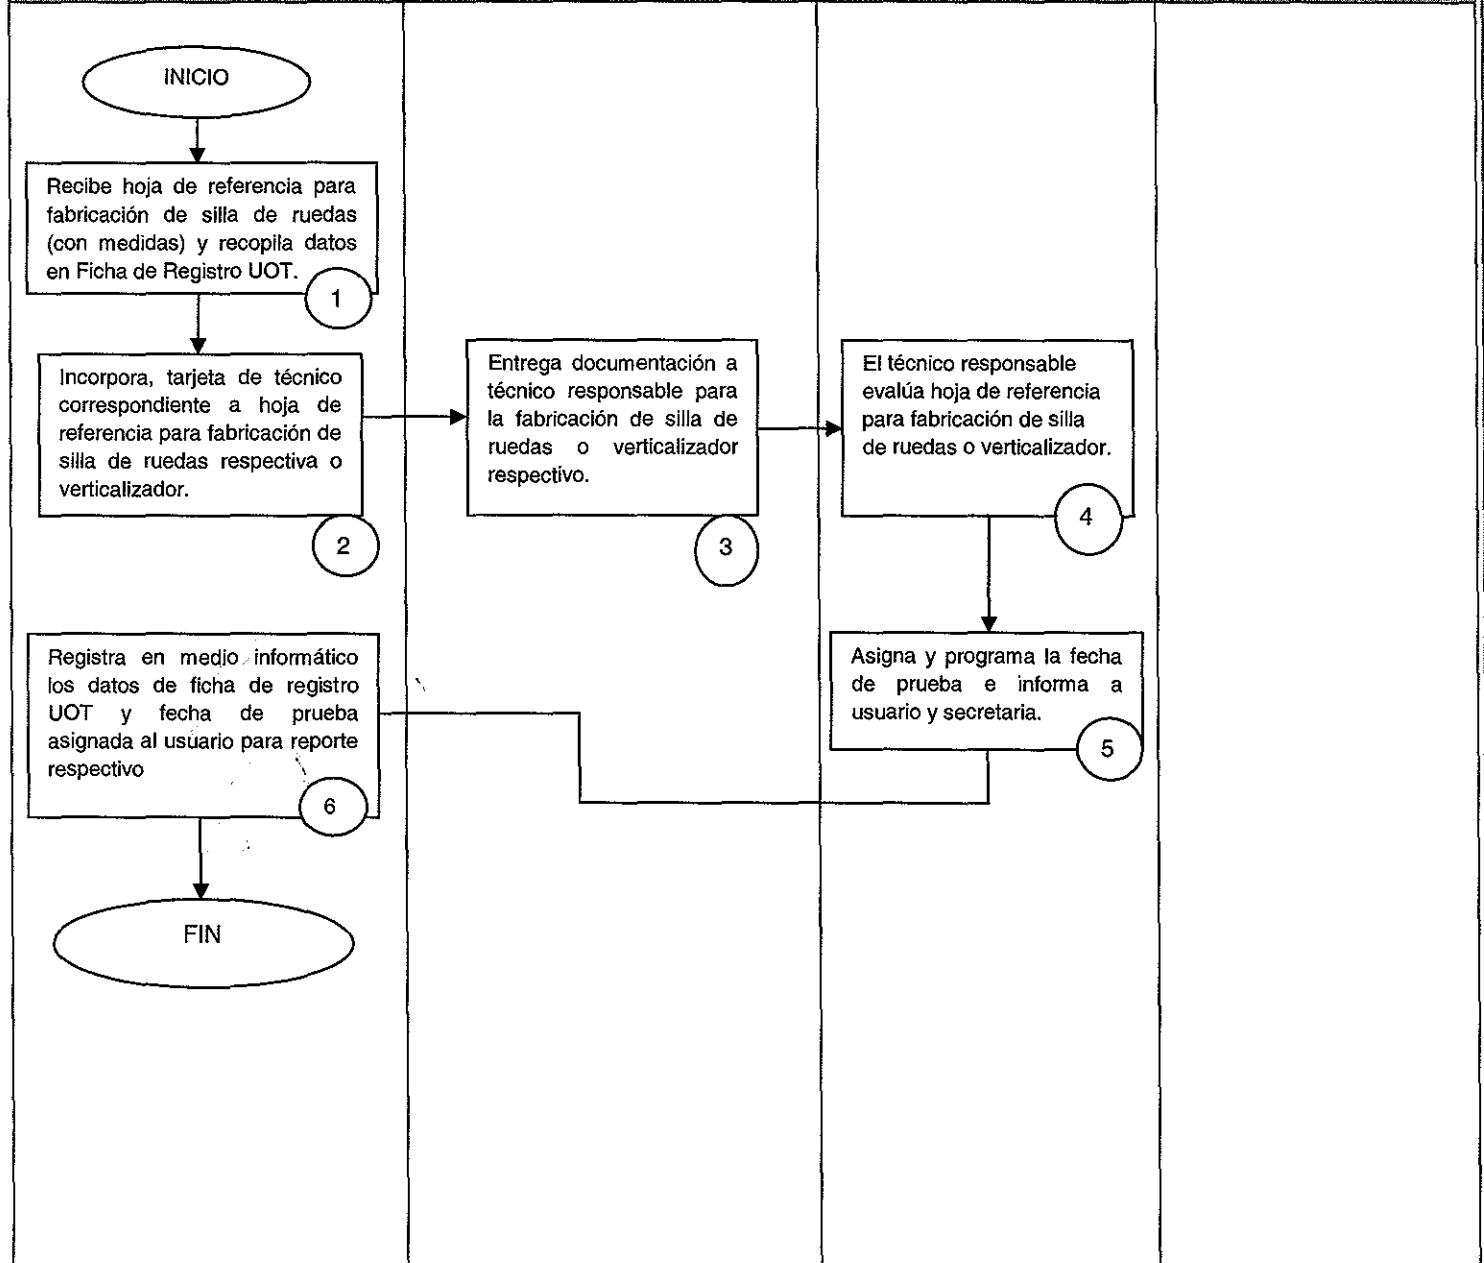 INICIO
Recibe hoja de referencia para
fabricación de silla de ruedas
(con medidas) y recopila datos
en Ficha de Registro UOT.
1
Incorpora, tarjeta de técnico
correspondiente a hoja de
referencia para fabricación de
silla de ruedas respectiva o
verticalizador.
2
Entrega documentación a
técnico responsable para
la fabricación de silla de
ruedas o verticalizador
respectivo.
3
El técnico responsable
evalúa hoja de referencia
para fabricación de silla
de ruedas o verticalizador.
4
Asigna y programa la fecha
de prueba e informa a
usuario y secretaria.
5
Registra en medio informático
los datos de ficha de registro
UOT y fecha de prueba
asignada al usuario para reporte
respectivo
6
FIN